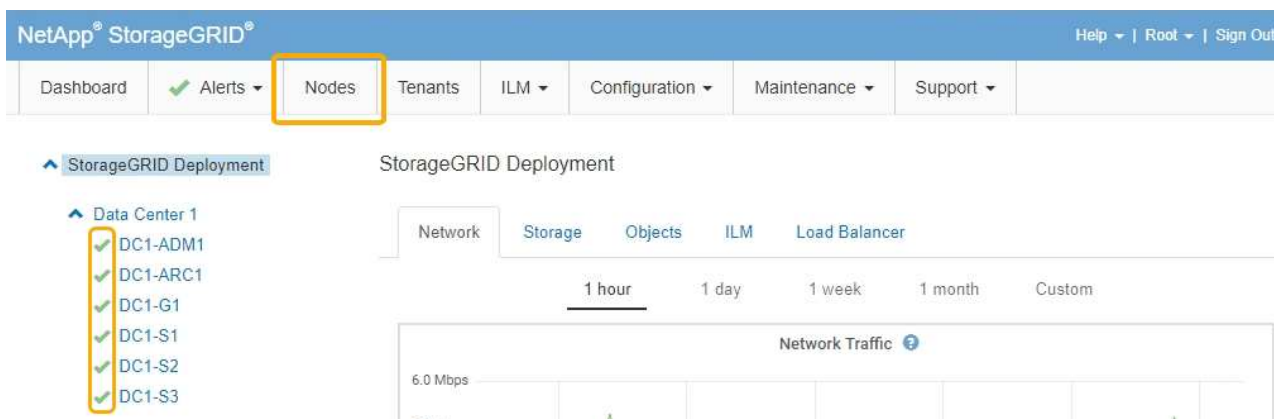 NetApp® StorageGRID®
Help | Root | Sign Out
Dashboard Alerts Nodes Tenants ILM Configuration Maintenance Support
StorageGRID Deployment
StorageGRID Deployment
Data Center 1
DC1-ADM1
DC1-ARC1
DC1-G1
DC1-S1
DC1-S2
DC1-S3
Network Storage Objects ILM Load Balancer
1 hour 1 day 1 week 1 month Custom
Network Traffic ?
6.0 Mbps